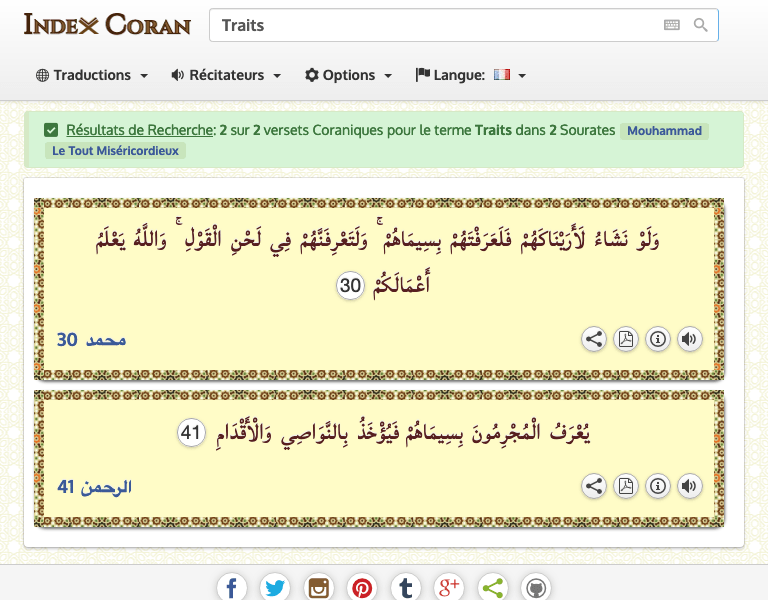 Index Coran
Traits
Traductions Récitateurs Options Langue:
Résultats de Recherche: 2 sur 2 versets Coraniques pour le terme Traits dans 2 Sourates Mouhammad
Le Tout Miséricordieux
وَلَوْ نَشَاءُ لَأَرَيْنَاكَهُمْ فَلَعَرَفْتَهُمْ بِسِيمَاهُمْ ۚ وَلَتَعْرِفَنَّهُمْ فِي لَحْنِ الْقَوْلِ ۚ وَاللَّهُ يَعْلَمُ
أَعْمَالَكُمْ 30
محمد 30
يُعْرَفُ الْمُجْرِمُونَ بِسِيمَاهُمْ فَيُؤْخَذُ بِالنَّوَاصِي وَالْأَقْدَامِ 41
الرحمن 41